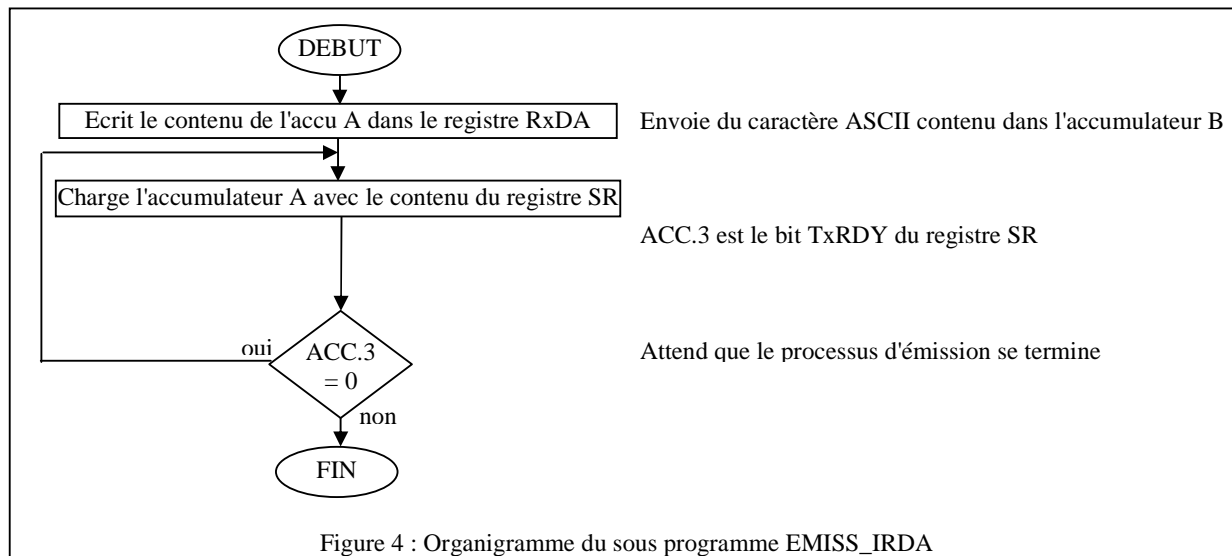 DEBUT
Ecrit le contenu de l'accu A dans le registre RxDA
Envoie du caractère ASCII contenu dans l'accumulateur B
Charge l'accumulateur A avec le contenu du registre SR
ACC.3 est le bit TxRDY du registre SR
oui
ACC.3
= 0
Attend que le processus d'émission se termine
non
FIN
Figure 4 : Organigramme du sous programme EMISS_IRDA